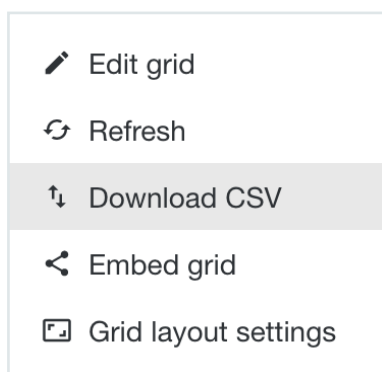 Edit grid
Refresh
Download CSV
Embed grid
Grid layout settings